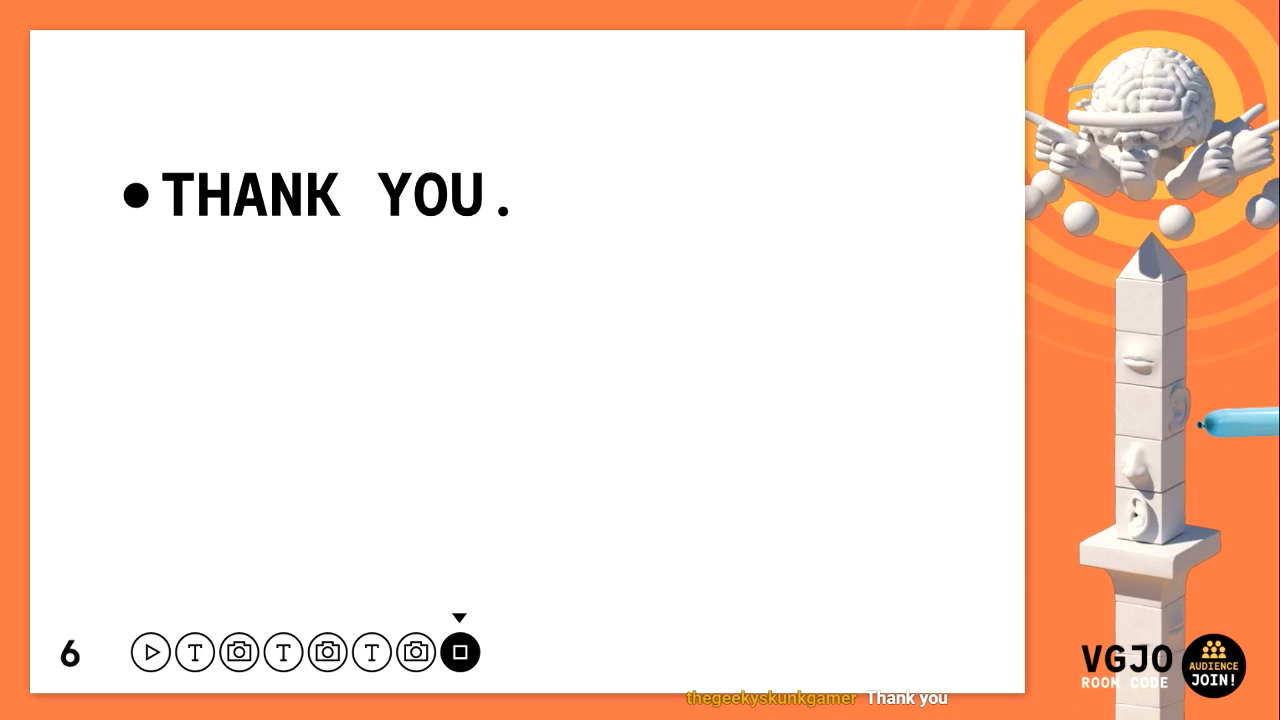 • THANK YOU.
6
T T T
VGJO
ROOM CODE
AUDIENCE
JOIN!
thegeekyskunkgamer Thank you